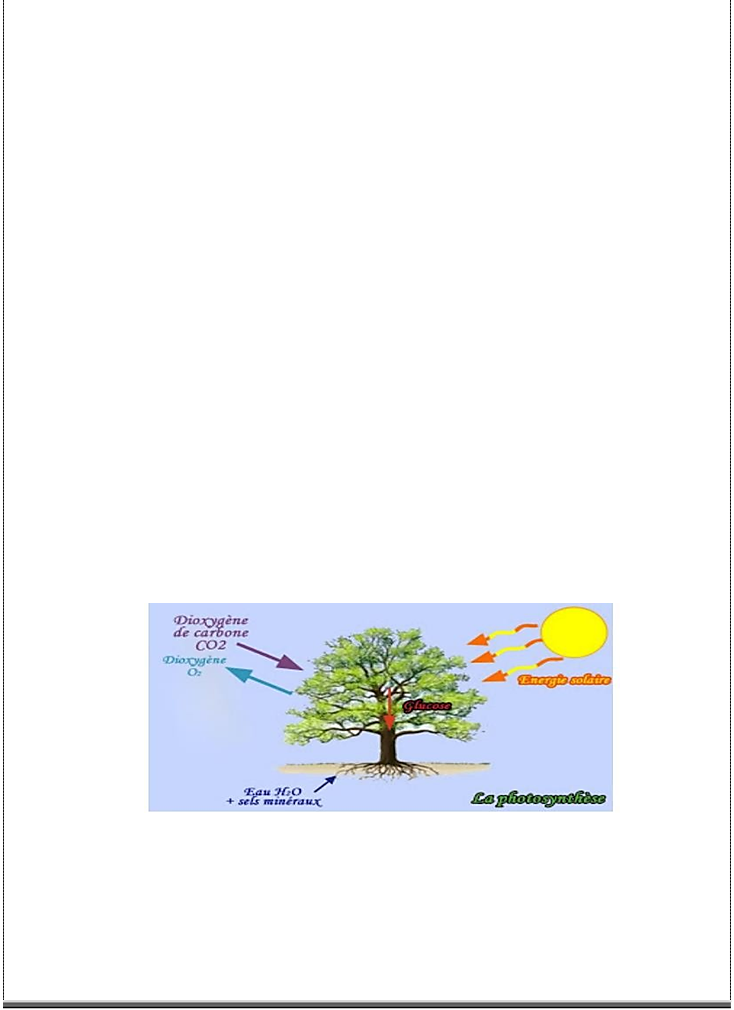 Dioxygène
de carbone
CO2
Dioxygène
O₂
Energie solaire
Glucose
Eau H₂O
+ sels minéraux
La photosynthèse